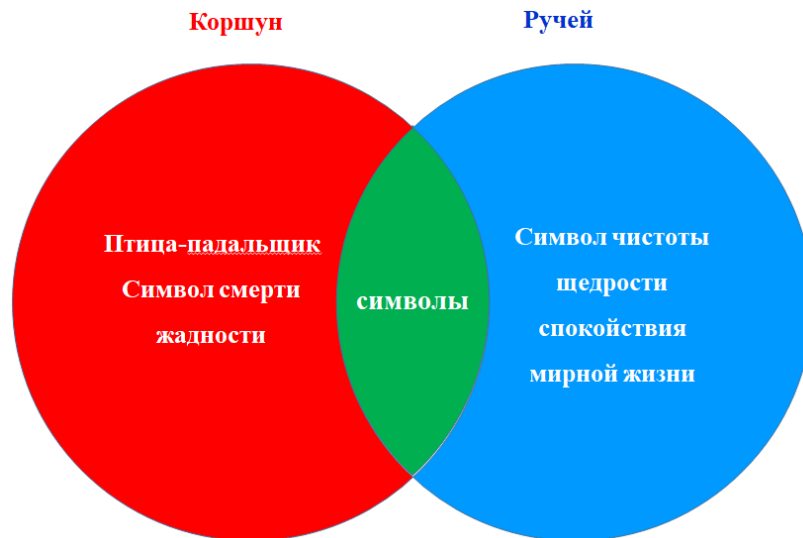 Коршун
Ручей
Птица-падальщик
Символ смерти
жадности
символы
Символ чистоты
щедрости
спокойствия
мирной жизни